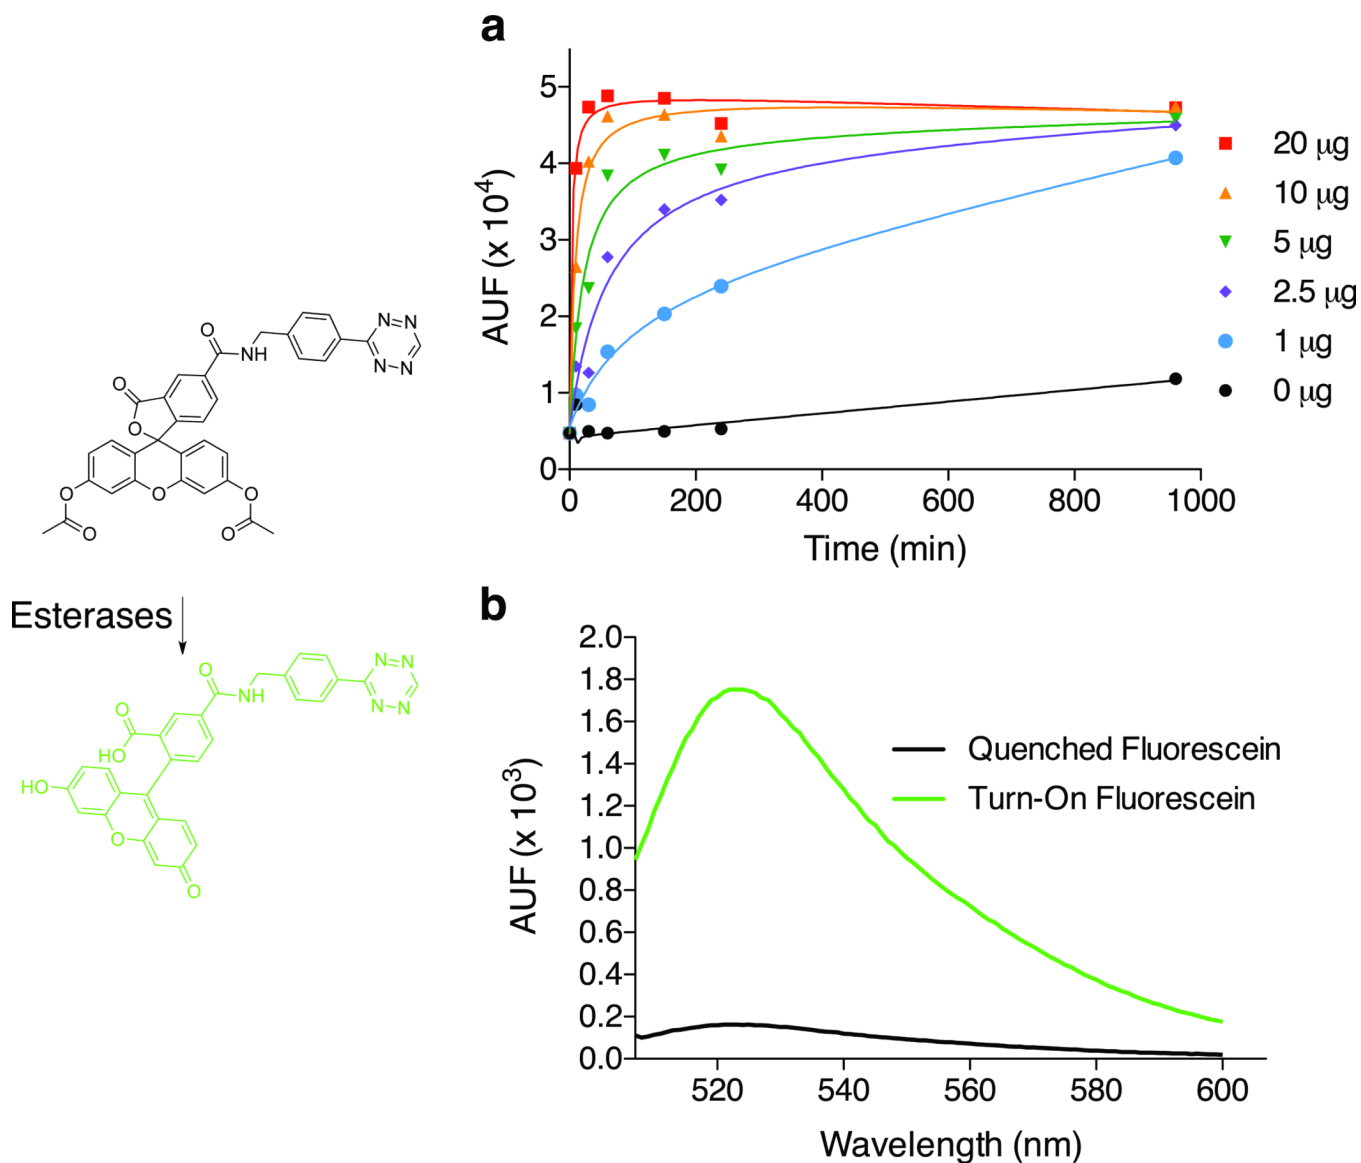 a
5
4
3
2
1
0
AUF (x 10⁴)
0 200 400 600 800 1000
Time (min)
20 µg
10 µg
5 µg
2.5 µg
1 µg
0 µg
O
NH
N N
N N
O
O
O
O
O
O
O
Esterases
O
NH
N N
N N
O
HO
HO
O
O
b
2.0
1.8
1.6
1.4
1.2
1.0
0.8
0.6
0.4
0.2
0.0
AUF (x 10³)
Quenched Fluorescein
Turn-On Fluorescein
520 540 560 580 600
Wavelength (nm)